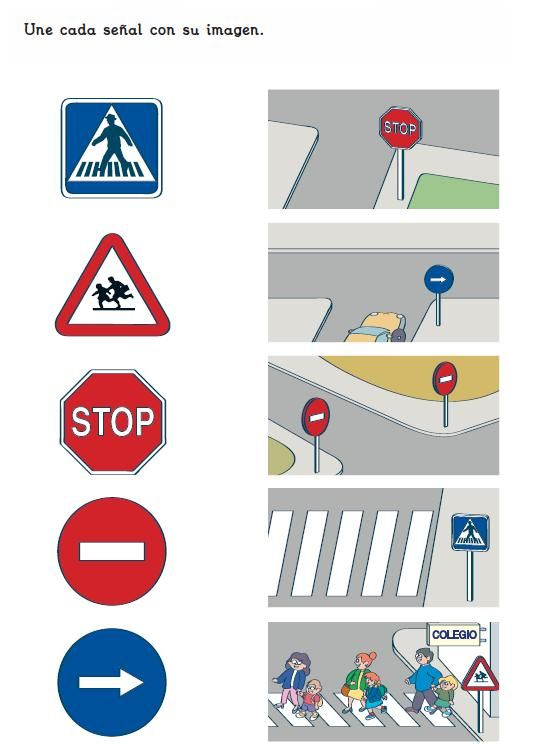 Une cada señal con su imagen.
STOP
STOP
COLEGIO